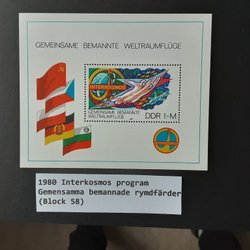 GEMEINSAME BEMANNTE WELTRAUMFLÜGE
INTERKOSMOS
GEMEINSAME BEMANNTE
WELTRAUMFLÜGE
DDR 1,-M
1980 Interkosmos program
Gemensamma bemannade rymdfärder
(Block 58)